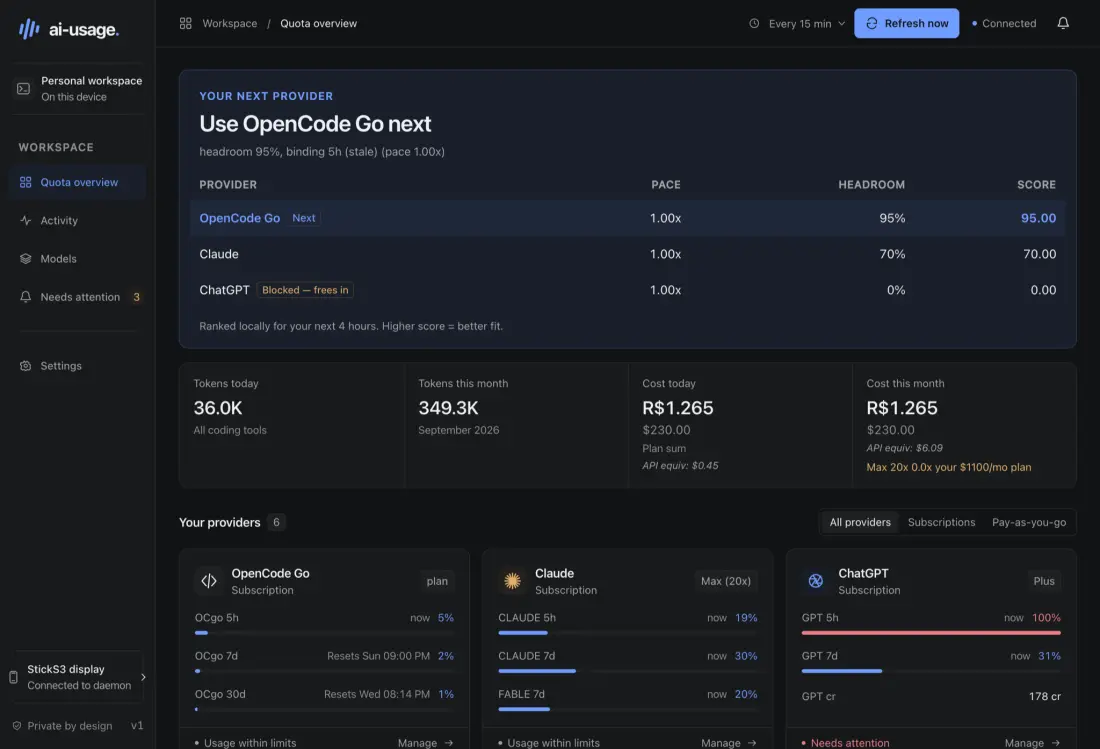 ai-usage.
Workspace / Quota overview
Every 15 min
Refresh now
Connected
Personal workspace
On this device
WORKSPACE
Quota overview
Activity
Models
Needs attention 3
Settings
StickS3 display
Connected to daemon
Private by design v1
YOUR NEXT PROVIDER
Use OpenCode Go next
headroom 95%, binding 5h (stale) (pace 1.00x)
PROVIDER PACE HEADROOM SCORE
OpenCode Go Next 1.00x 95% 95.00
Claude 1.00x 70% 70.00
ChatGPT Blocked — frees in 1.00x 0% 0.00
Ranked locally for your next 4 hours. Higher score = better fit.
Tokens today
36.0K
All coding tools
Tokens this month
349.3K
September 2026
Cost today
R$1.265
$230.00
Plan sum
API equiv: $0.45
Cost this month
R$1.265
$230.00
API equiv: $6.09
Max 20x 0.0x your $1100/mo plan
Your providers 6
All providers Subscriptions Pay-as-you-go
OpenCode Go
Subscription
plan
OCgo 5h now 5%
OCgo 7d Resets Sun 09:00 PM 2%
OCgo 30d Resets Wed 08:14 PM 1%
Usage within limits Manage →
Claude
Subscription
Max (20x)
CLAUDE 5h now 19%
CLAUDE 7d now 30%
FABLE 7d now 20%
Usage within limits Manage →
ChatGPT
Subscription
Plus
GPT 5h now 100%
GPT 7d now 31%
GPT cr 178 cr
Needs attention Manage →